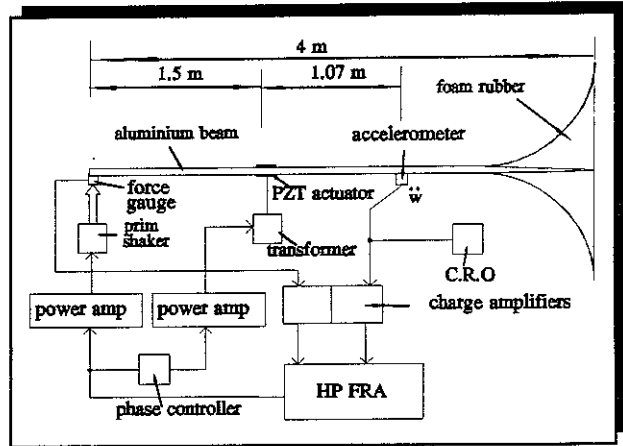 4 m
1.5 m
1.07 m
foam rubber
aluminium beam
accelerometer
force
gauge
PZT actuator
ẅ
prim
shaker
transformer
C.R.O
power amp
power amp
charge amplifiers
phase controller
HP FRA